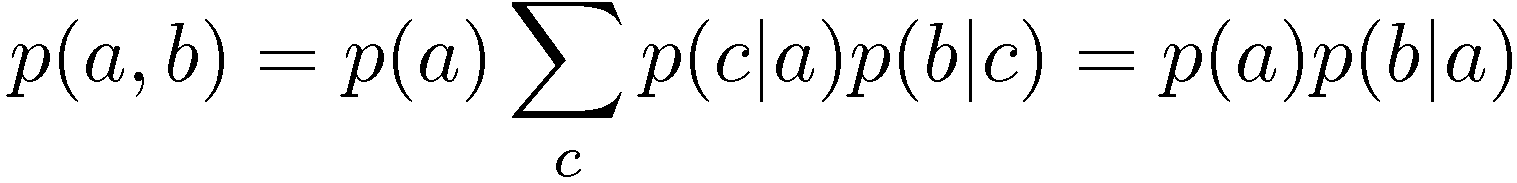 p(a, b) = p(a) ∑_c p(c|a)p(b|c) = p(a)p(b|a)